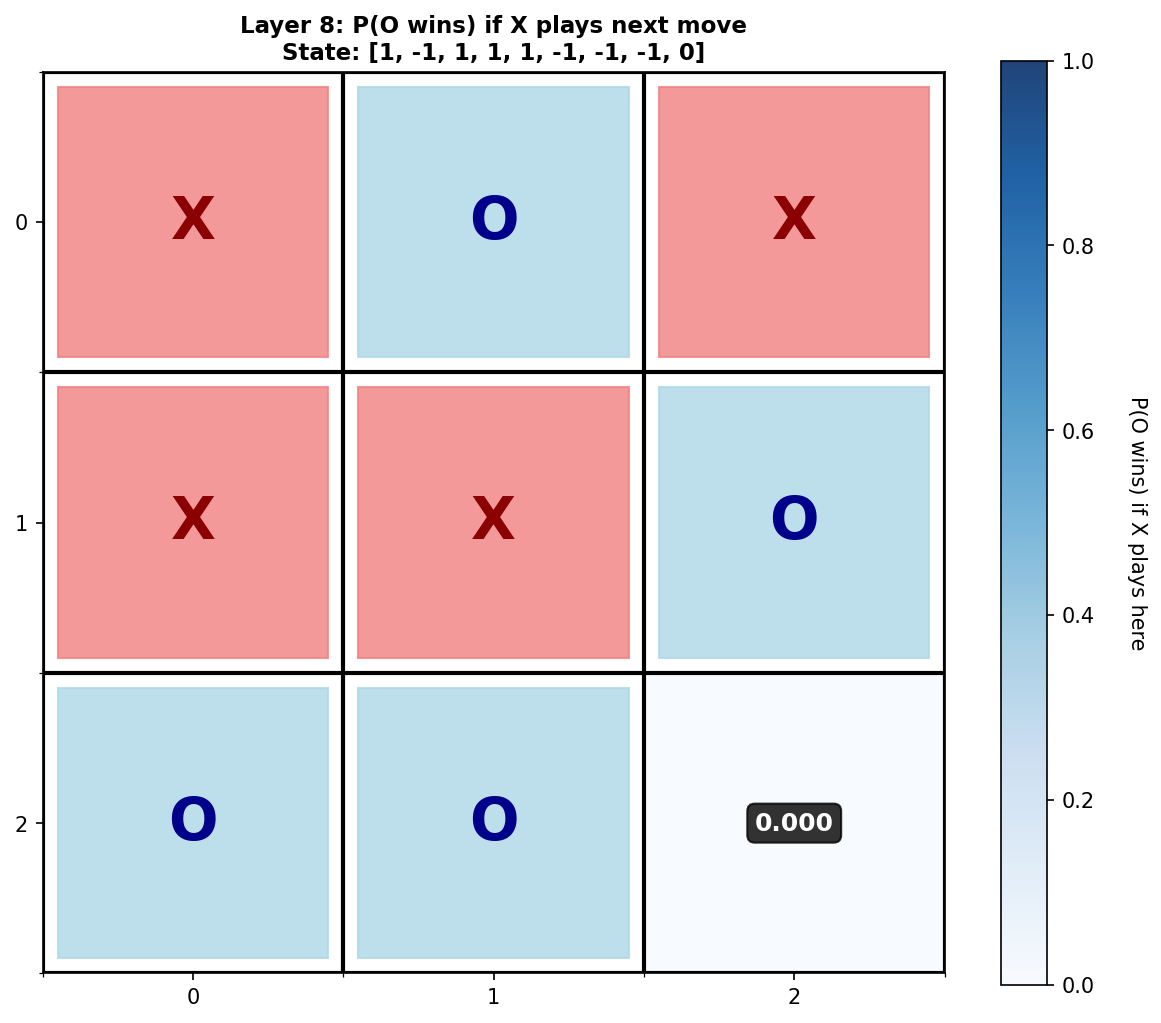 Layer 8: P(O wins) if X plays next move
State: [1, -1, 1, 1, 1, -1, -1, -1, 0]
X O X
X X O
O O 0.000
0
1
2
0 1 2
1.0
0.8
0.6
0.4
0.2
0.0
P(O wins) if X plays here